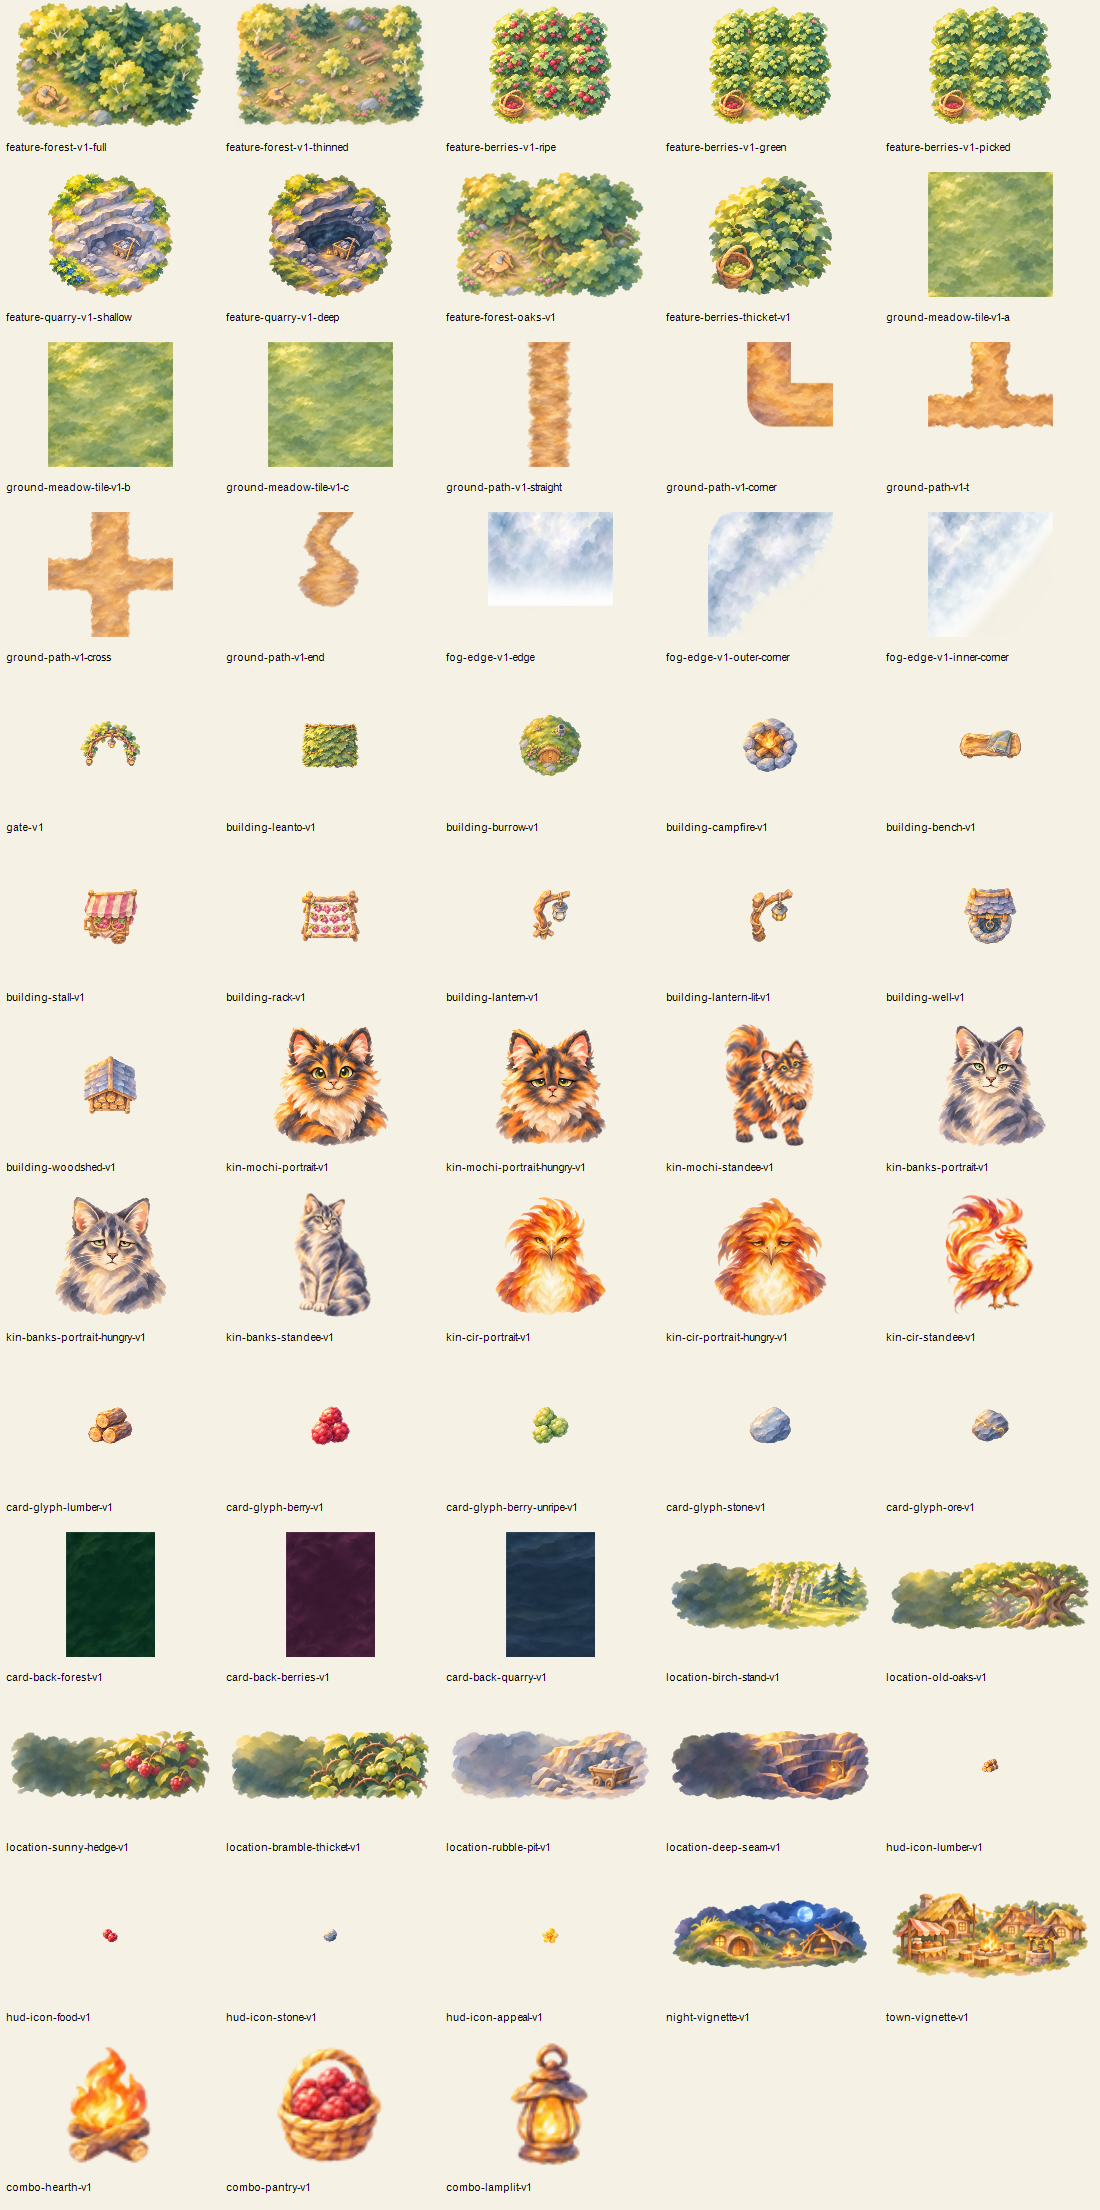 feature-forest-v1-full
feature-forest-v1-thinned
feature-berries-v1-ripe
feature-berries-v1-green
feature-berries-v1-picked
feature-quarry-v1-shallow
feature-quarry-v1-deep
feature-forest-oaks-v1
feature-berries-thicket-v1
ground-meadow-tile-v1-a
ground-meadow-tile-v1-b
ground-meadow-tile-v1-c
ground-path-v1-straight
ground-path-v1-corner
ground-path-v1-t
ground-path-v1-cross
ground-path-v1-end
fog-edge-v1-edge
fog-edge-v1-outer-corner
fog-edge-v1-inner-corner
gate-v1
building-leanto-v1
building-burrow-v1
building-campfire-v1
building-bench-v1
building-stall-v1
building-rack-v1
building-lantern-v1
building-lantern-lit-v1
building-well-v1
building-woodshed-v1
kin-mochi-portrait-v1
kin-mochi-portrait-hungry-v1
kin-mochi-standee-v1
kin-banks-portrait-v1
kin-banks-portrait-hungry-v1
kin-banks-standee-v1
kin-cir-portrait-v1
kin-cir-portrait-hungry-v1
kin-cir-standee-v1
card-glyph-lumber-v1
card-glyph-berry-v1
card-glyph-berry-unripe-v1
card-glyph-stone-v1
card-glyph-ore-v1
card-back-forest-v1
card-back-berries-v1
card-back-quarry-v1
location-birch-stand-v1
location-old-oaks-v1
location-sunny-hedge-v1
location-bramble-thicket-v1
location-rubble-pit-v1
location-deep-seam-v1
hud-icon-lumber-v1
hud-icon-food-v1
hud-icon-stone-v1
hud-icon-appeal-v1
night-vignette-v1
town-vignette-v1
combo-hearth-v1
combo-pantry-v1
combo-lamplit-v1